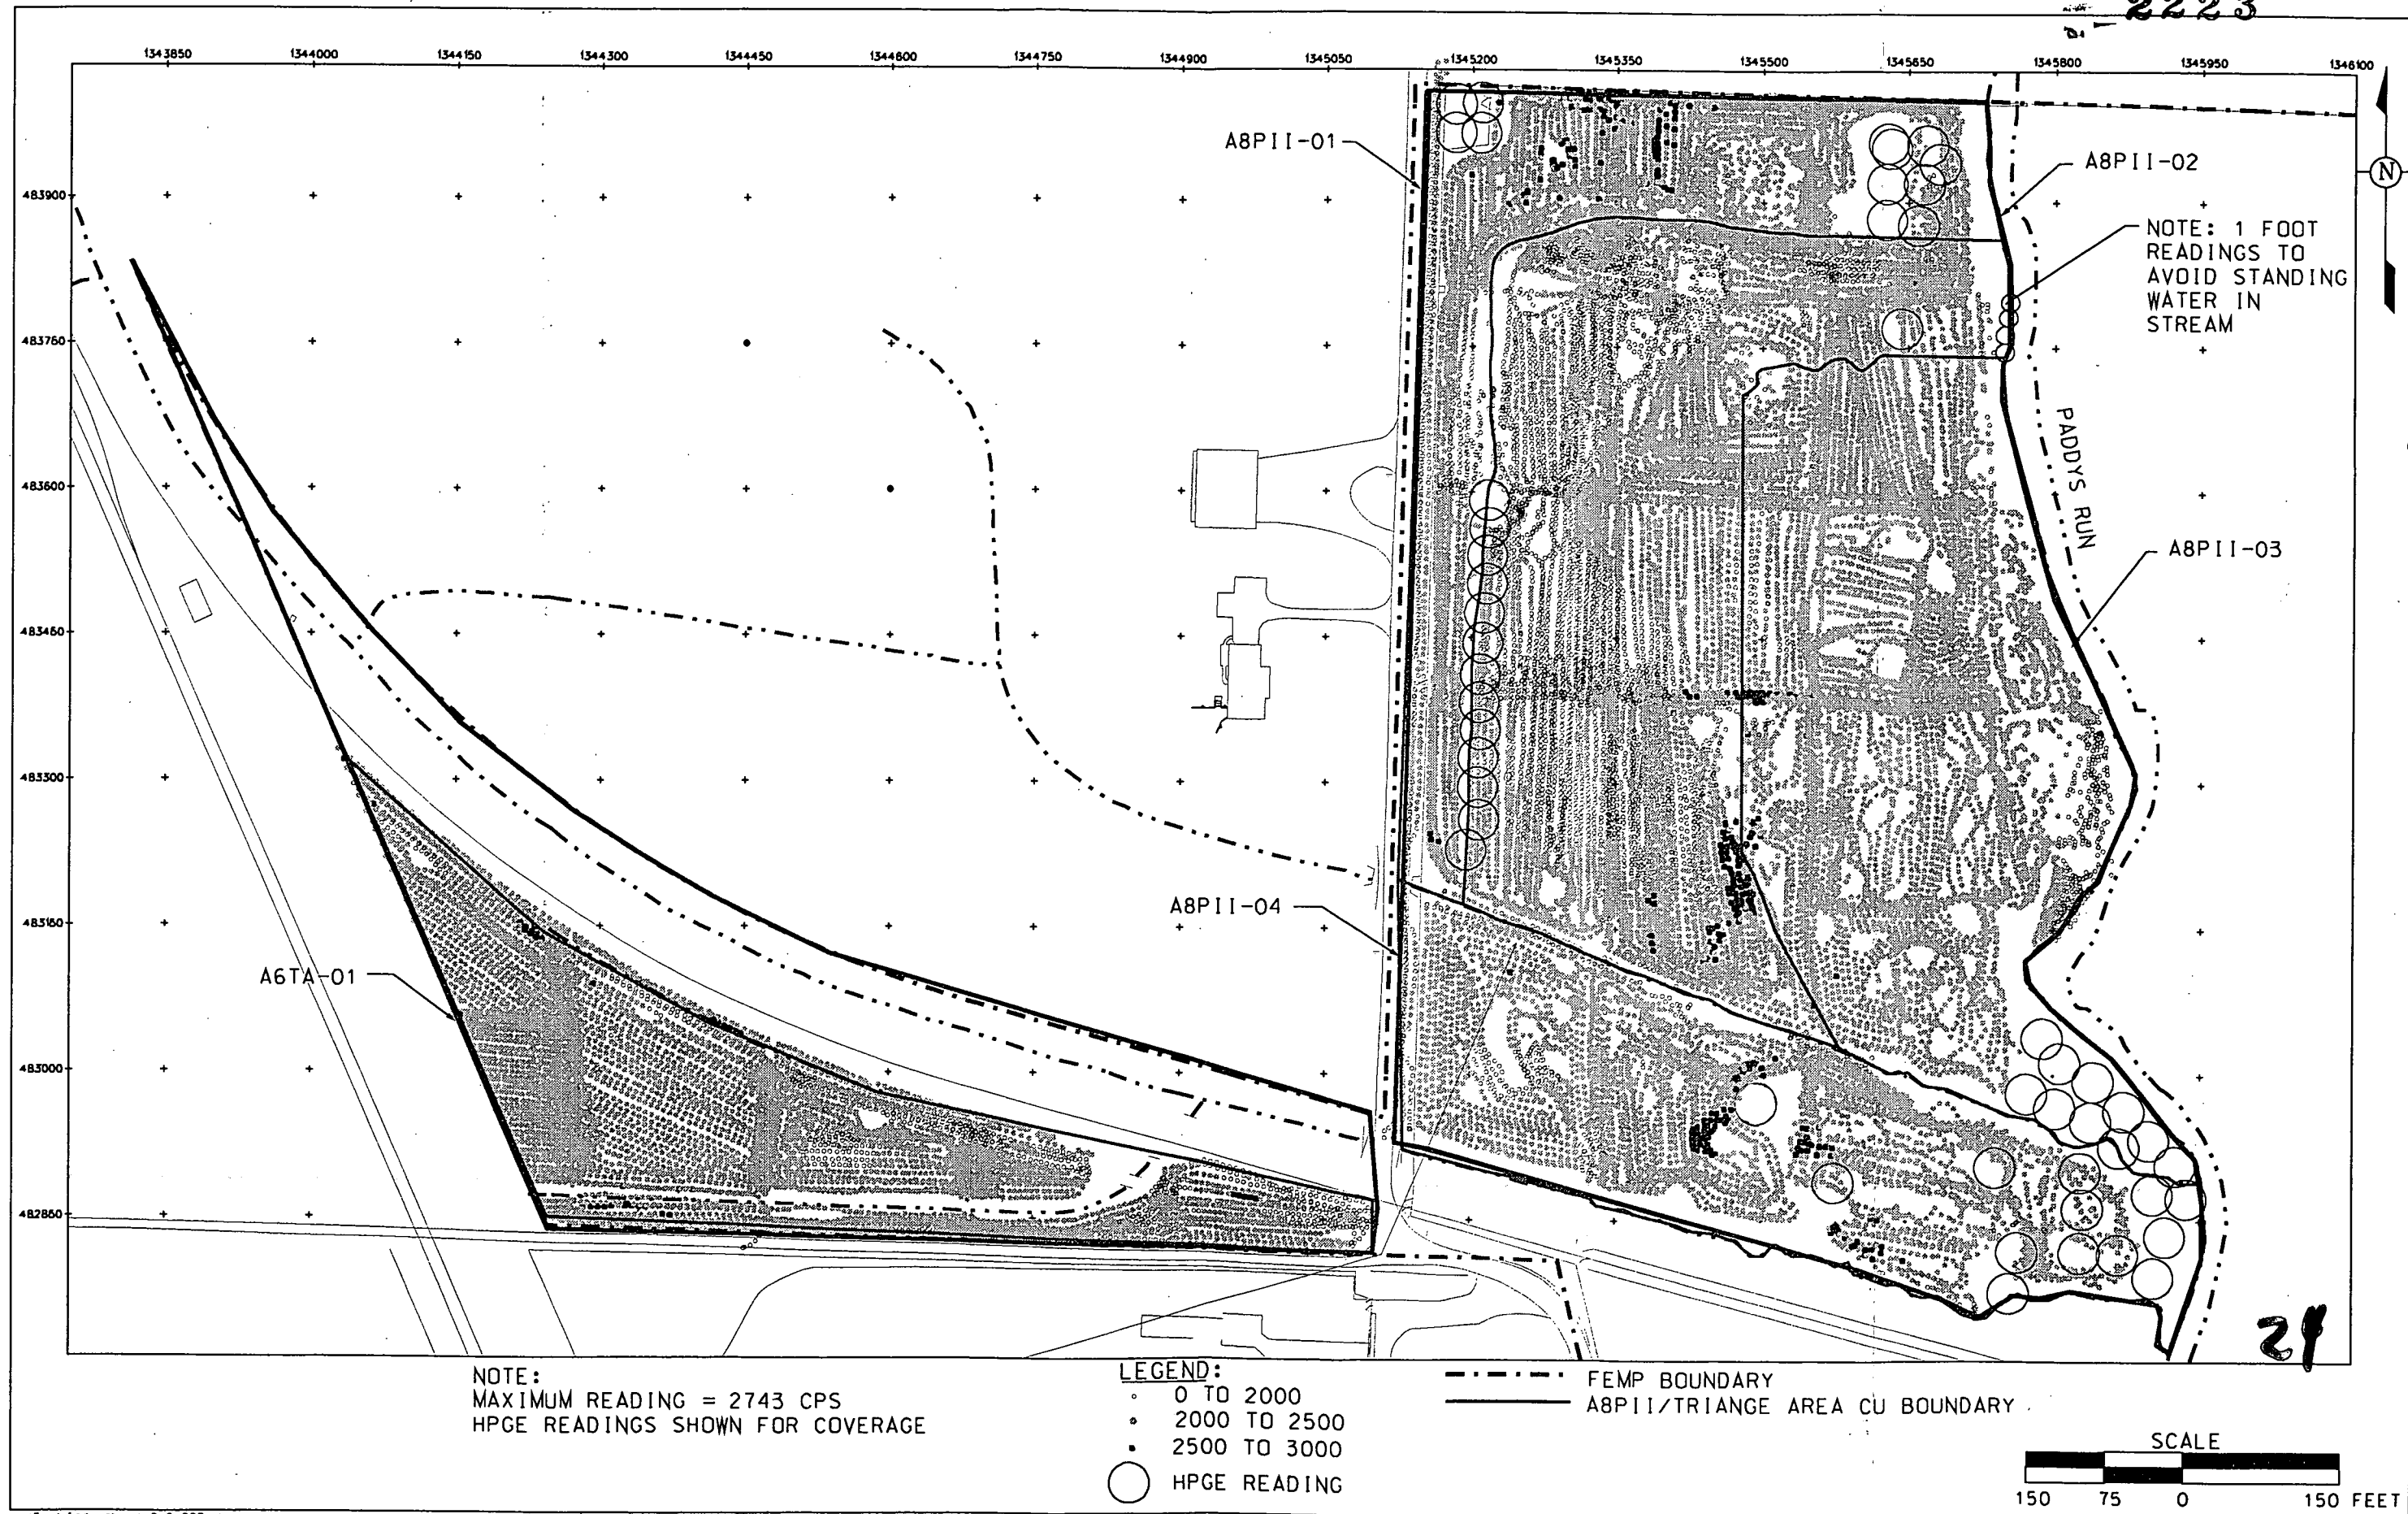 2223
1343850 1344000 1344150 1344300 1344450 1344600 1344750 1344900 1345050 1345200 1345350 1345500 1345650 1345800 1345950 1346100
A8PII-01
A8PII-02
N
483900
NOTE: 1 FOOT
READINGS TO
AVOID STANDING
WATER IN
STREAM
483750
PADDYS RUN
483600
A8PII-03
483450
483300
A8PII-04
483150
A6TA-01
483000
482850
24
NOTE:
MAXIMUM READING = 2743 CPS
HPGE READINGS SHOWN FOR COVERAGE
LEGEND:
0 TO 2000
2000 TO 2500
2500 TO 3000
HPGE READING
FEMP BOUNDARY
A8PII/TRIANGE AREA CU BOUNDARY
SCALE
150 75 0 150 FEET